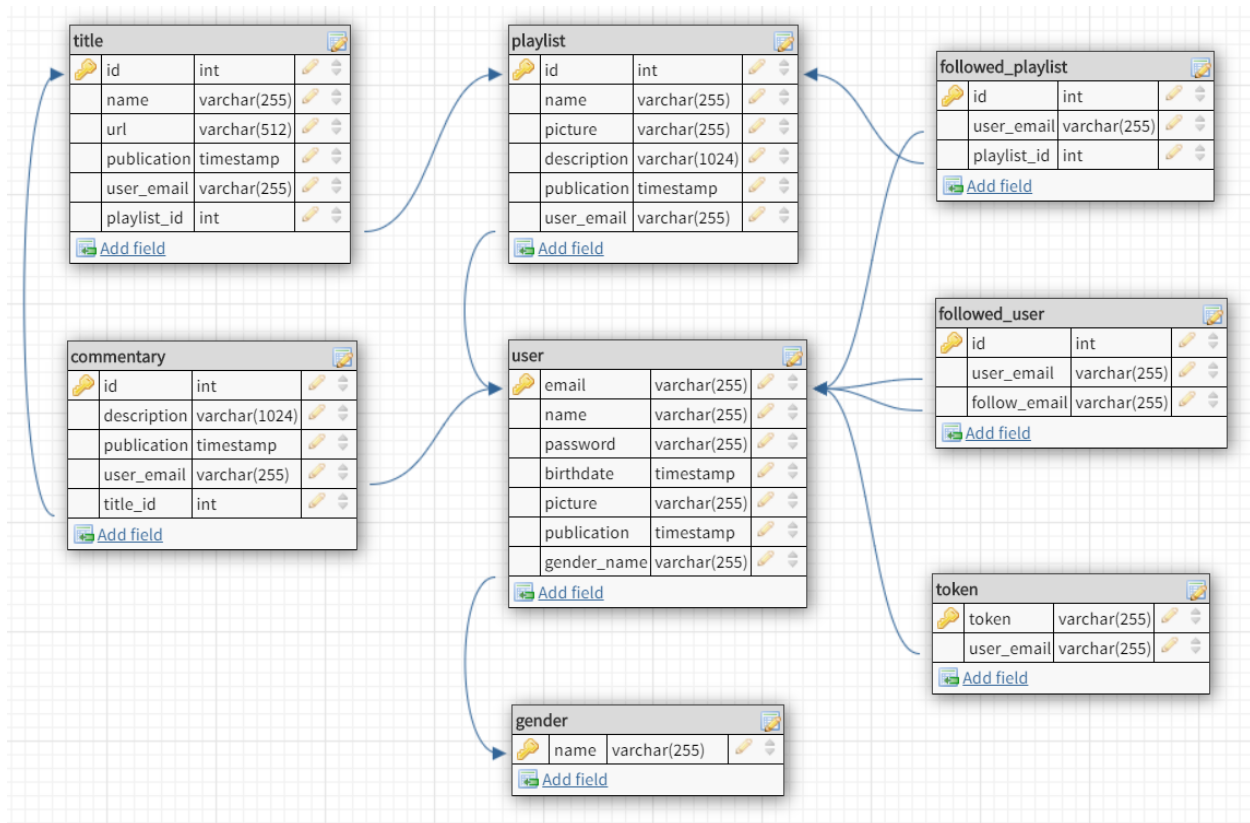 title
id int
name varchar(255)
url varchar(512)
publication timestamp
user_email varchar(255)
playlist_id int
Add field
playlist
id int
name varchar(255)
picture varchar(255)
description varchar(1024)
publication timestamp
user_email varchar(255)
Add field
followed_playlist
id int
user_email varchar(255)
playlist_id int
Add field
commentary
id int
description varchar(1024)
publication timestamp
user_email varchar(255)
title_id int
Add field
user
email varchar(255)
name varchar(255)
password varchar(255)
birthdate timestamp
picture varchar(255)
publication timestamp
gender_name varchar(255)
Add field
followed_user
id int
user_email varchar(255)
follow_email varchar(255)
Add field
token
token varchar(255)
user_email varchar(255)
Add field
gender
name varchar(255)
Add field